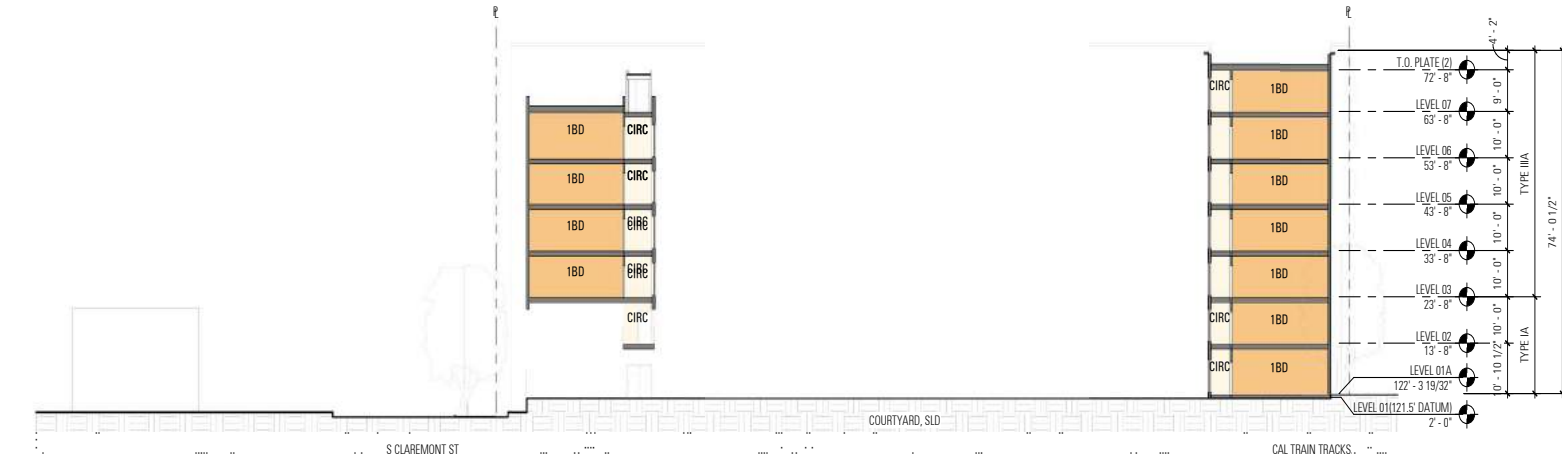 PL
PL
4' - 2"
T.O. PLATE (2)
72' - 8"
9' - 0"
LEVEL 07
63' - 8"
10' - 0"
LEVEL 06
53' - 8"
10' - 0"
LEVEL 05
43' - 8"
10' - 0"
LEVEL 04
33' - 8"
10' - 0"
LEVEL 03
23' - 8"
10' - 0"
LEVEL 02
13' - 8"
10' - 10 1/2"
LEVEL 01A
122' - 3 19/32"
LEVEL 01(121.5' DATUM)
2' - 0"
TYPE IIIA
TYPE IA
74' - 0 1/2"
1BD CIRC
1BD CIRC
1BD
1BD
CIRC
CIRC 1BD
1BD
1BD
1BD
1BD
CIRC 1BD
CIRC 1BD
COURTYARD, SLD
S CLAREMONT ST
CAL TRAIN TRACKS